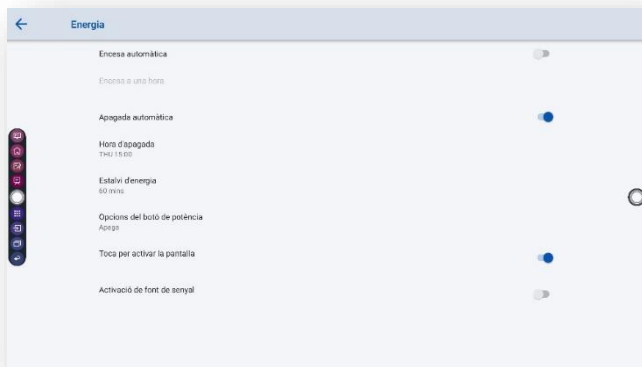 Energia
Encesa automàtica
Encesa a una hora
Apagada automàtica
Hora d'apagada
THU 15:00
Estalvi d'energia
60 mins
Opcions del botó de potència
Apaga
Toca per activar la pantalla
Activació de font de senyal